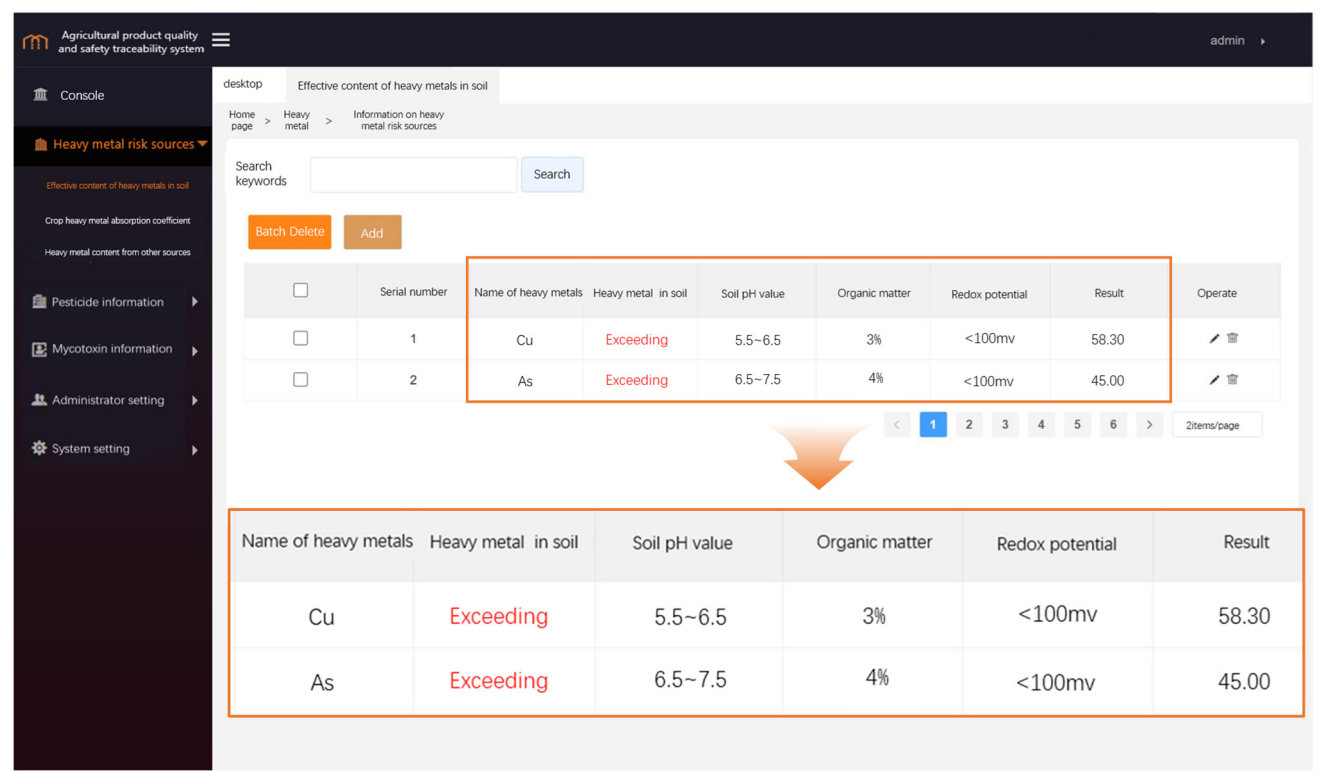 Agricultural product quality
and safety traceability system
admin
Console
desktop
Effective content of heavy metals in soil
Home page > Heavy metal > Information on heavy metal risk sources
Heavy metal risk sources
Effective content of heavy metals in soil
Crop heavy metal absorption coefficient
Heavy metal content from other sources
Pesticide information
Mycotoxin information
Administrator setting
System setting
Search
keywords
Search
Batch Delete
Add
Serial number Name of heavy metals Heavy metal in soil Soil pH value Organic matter Redox potential Result Operate
1 Cu Exceeding 5.5~6.5 3% <100mv 58.30
2 As Exceeding 6.5~7.5 4% <100mv 45.00
< 1 2 3 4 5 6 > 2items/page
Name of heavy metals Heavy metal in soil Soil pH value Organic matter Redox potential Result
Cu Exceeding 5.5~6.5 3% <100mv 58.30
As Exceeding 6.5~7.5 4% <100mv 45.00